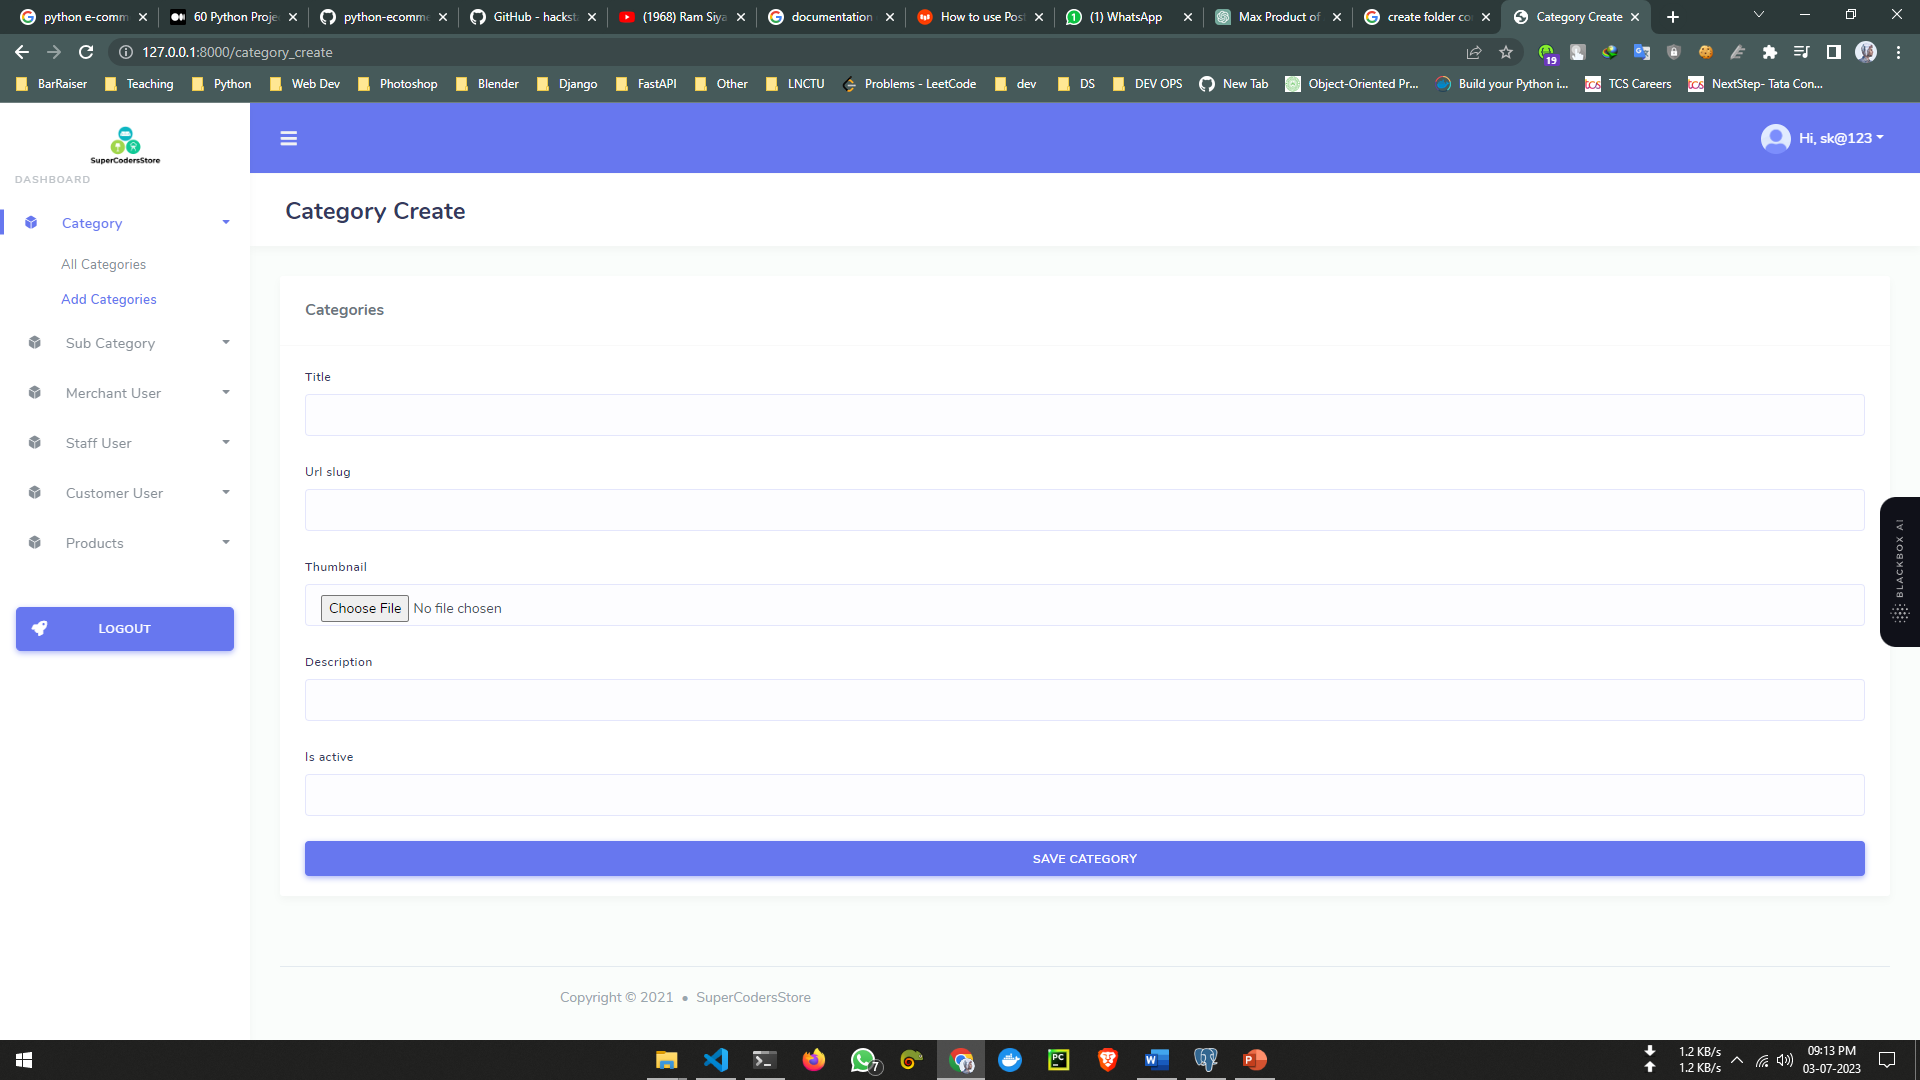 python e-comm
60 Python Proje
python-ecomme
GitHub - hacksta
(1968) Ram Siya
documentation
How to use Post
(1) WhatsApp
Max Product of
create folder co
Category Create
127.0.0.1:8000/category_create
19
BarRaiser
Teaching
Python
Web Dev
Photoshop
Blender
Django
FastAPI
Other
LNCTU
Problems - LeetCode
dev
DS
DEV OPS
New Tab
Object-Oriented Pr...
Build your Python i...
TCS Careers
NextStep- Tata Con...
SuperCodersStore
DASHBOARD
Category
All Categories
Add Categories
Sub Category
Merchant User
Staff User
Customer User
Products
LOGOUT
Hi, sk@123
Category Create
Categories
Title
Url slug
Thumbnail
Choose File No file chosen
Description
Is active
SAVE CATEGORY
BLACKBOX AI
Copyright © 2021 • SuperCodersStore
7
1.2 KB/s
1.2 KB/s
09:13 PM
03-07-2023